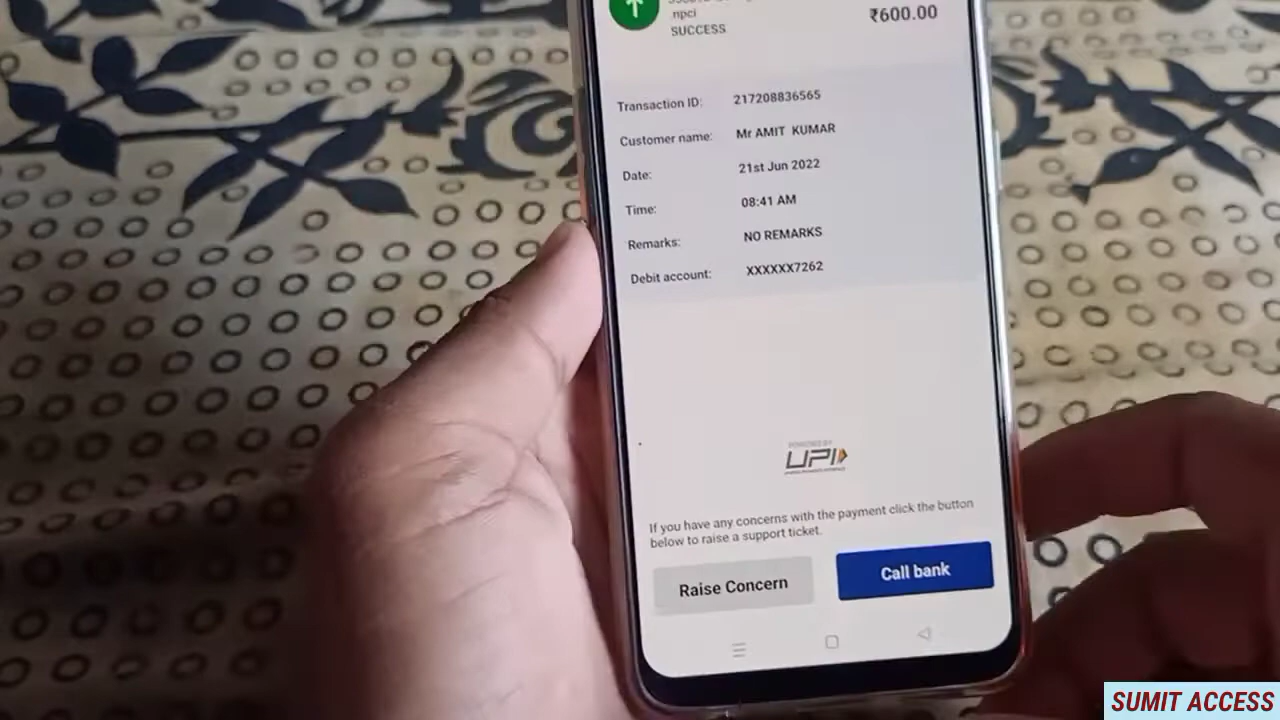 .npci
₹600.00
SUCCESS
Transaction ID: 217208836565
Customer name: Mr AMIT KUMAR
Date: 21st Jun 2022
Time: 08:41 AM
Remarks: NO REMARKS
Debit account: XXXXXX7262
POWERED BY
UPI
If you have any concerns with the payment click the button
below to raise a support ticket.
Raise Concern
Call bank
SUMIT ACCESS